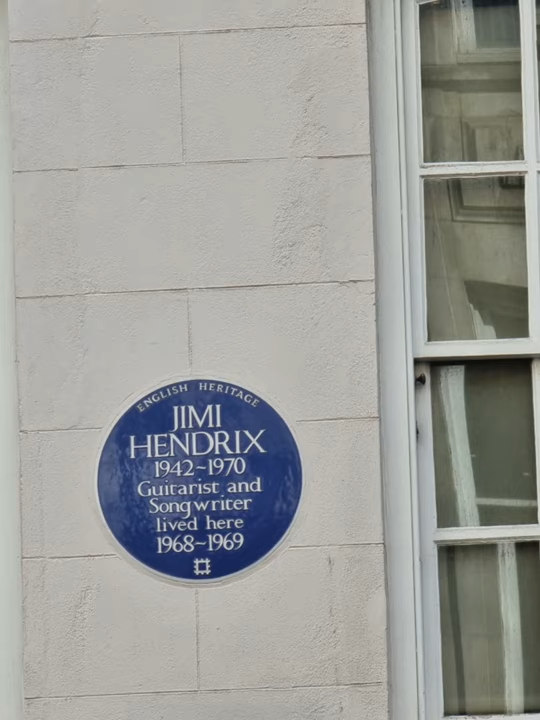 ENGLISH HERITAGE
JIMI
HENDRIX
1942~1970
Guitarist and
Songwriter
lived here
1968~1969